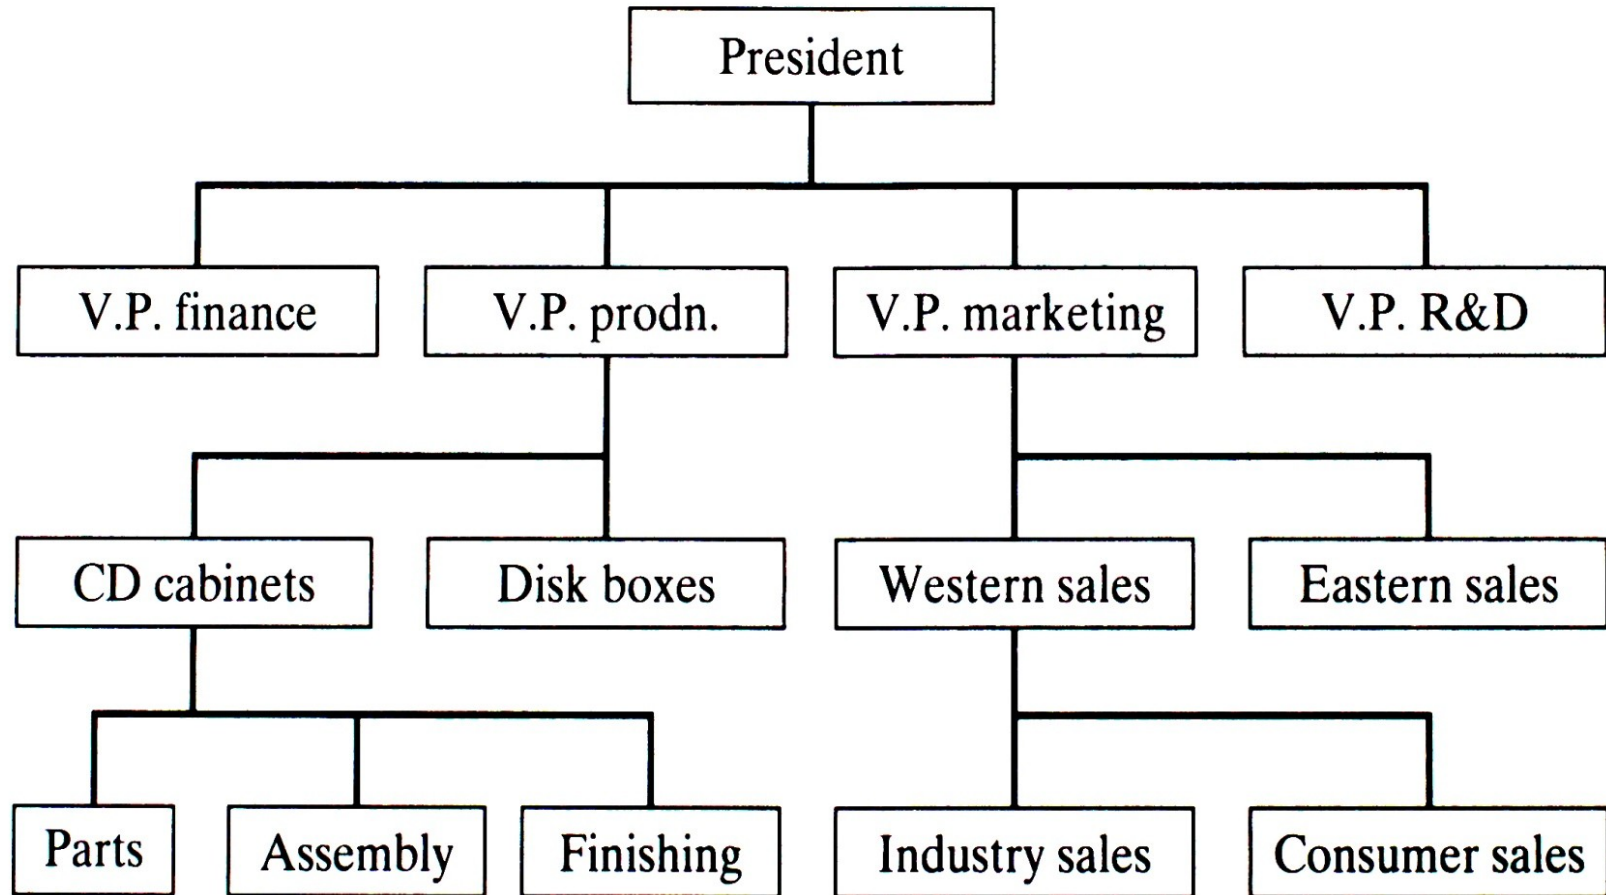 President
V.P. finance
V.P. prodn.
V.P. marketing
V.P. R&D
CD cabinets
Disk boxes
Western sales
Eastern sales
Parts
Assembly
Finishing
Industry sales
Consumer sales